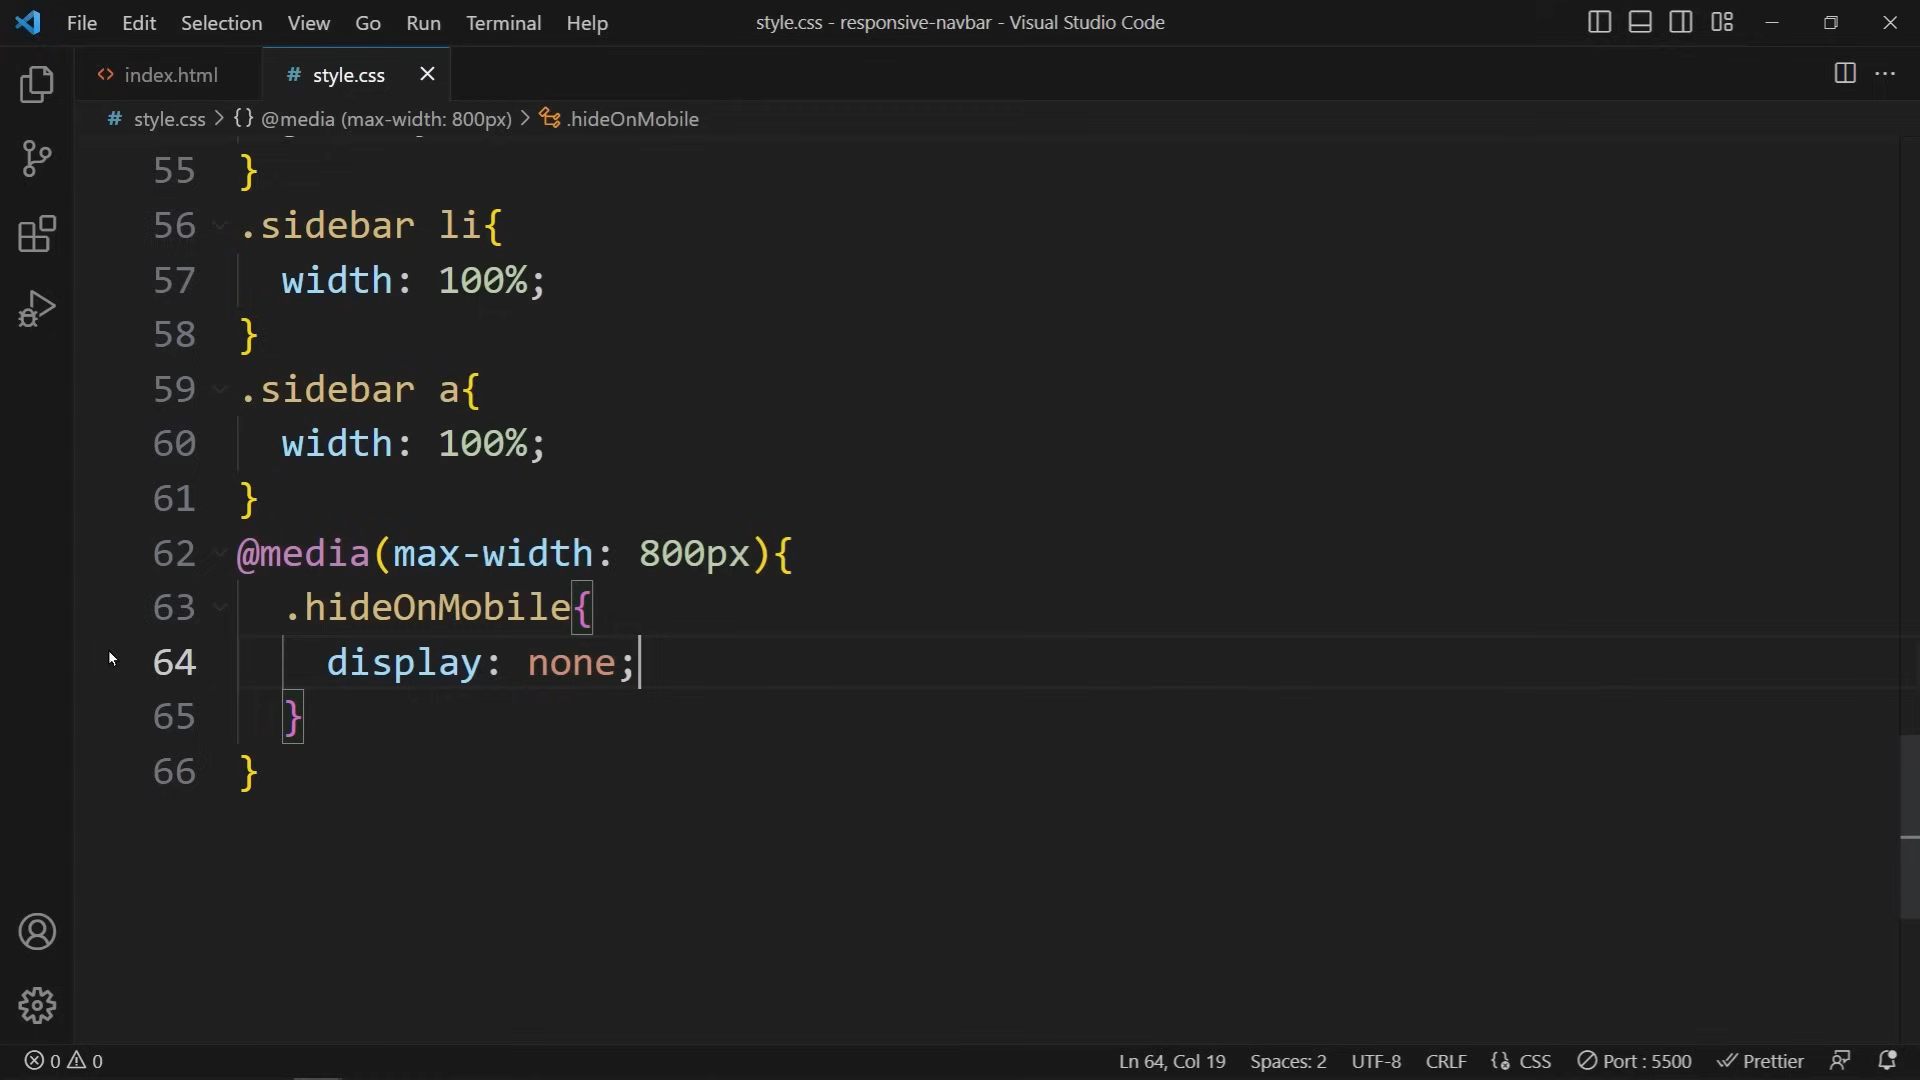 File Edit Selection View Go Run Terminal Help style.css - responsive-navbar - Visual Studio Code
index.html # style.css
# style.css > {} @media (max-width: 800px) > .hideOnMobile
55 }
56 .sidebar li{
57 width: 100%;
58 }
59 .sidebar a{
60 width: 100%;
61 }
62 @media(max-width: 800px){
63 .hideOnMobile{
64 display: none;
65 }
66 }
0 0 Ln 64, Col 19 Spaces: 2 UTF-8 CRLF CSS Port : 5500 Prettier